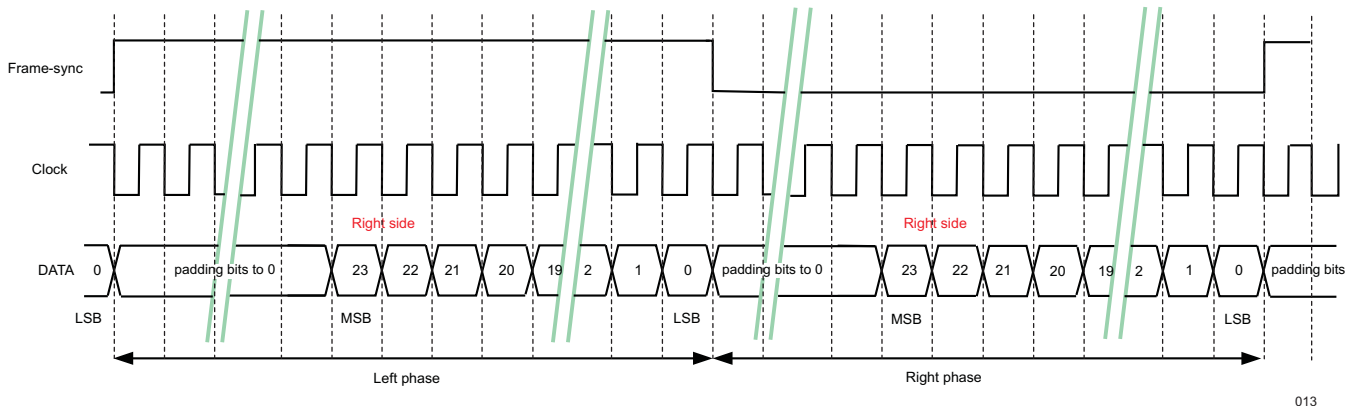 Frame-sync
Clock
Right side Right side
DATA 0 padding bits to 0 23 22 21 20 19 2 1 0 padding bits to 0 23 22 21 20 19 2 1 0 padding bits
LSB MSB LSB MSB LSB
Left phase Right phase
013